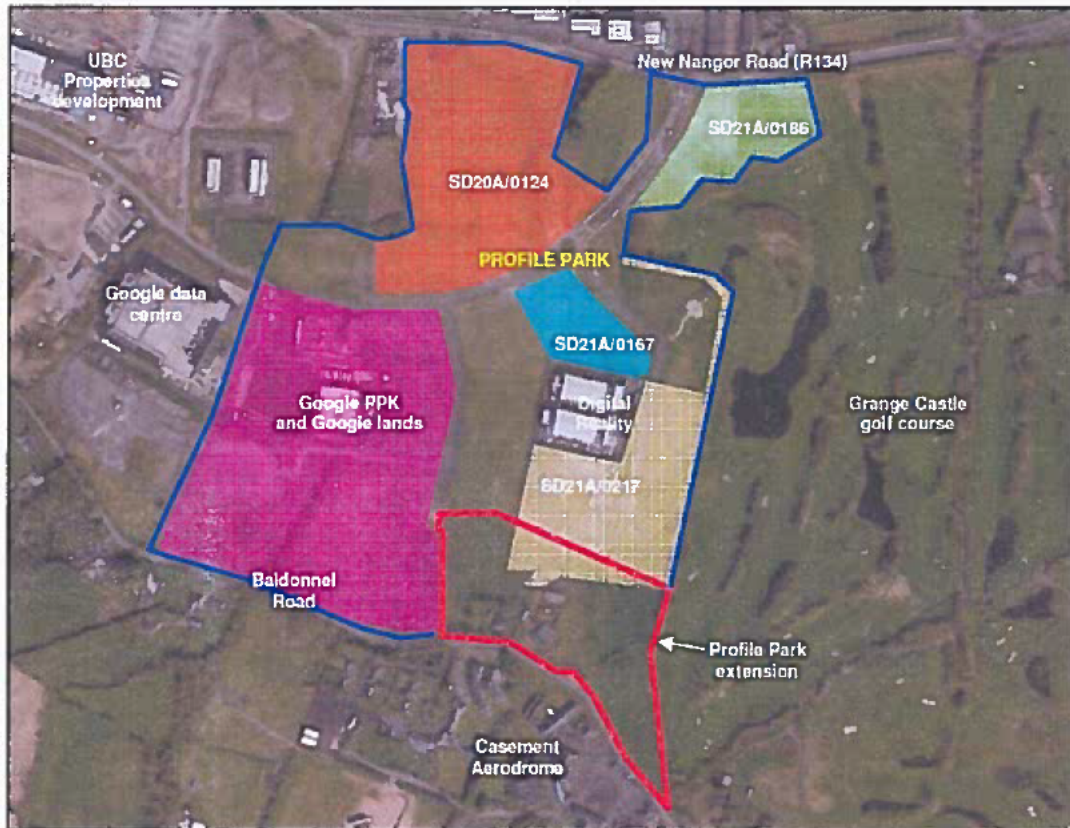 UBC
Properties
development
New Nangor Road (R134)
SD21A/0186
SD20A/0124
PROFILE PARK
Google data
centre
SD21A/0167
Google PPK
and Google lands
Digital
Reality
Grange Castle
golf course
SD21A/0217
Baldonnel
Road
Profile Park
extension
Casement
Aerodrome